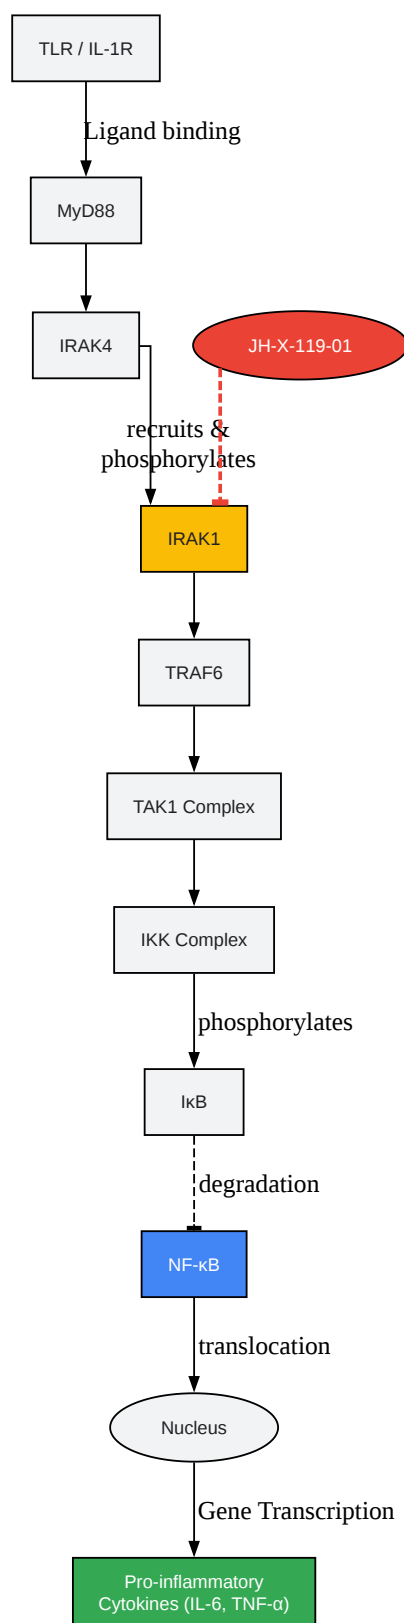 TLR / IL-1R
Ligand binding
MyD88
IRAK4
JH-X-119-01
recruits &
phosphorylates
IRAK1
TRAF6
TAK1 Complex
IKK Complex
phosphorylates
IκB
degradation
NF-κB
translocation
Nucleus
Gene Transcription
Pro-inflammatory
Cytokines (IL-6, TNF-α)